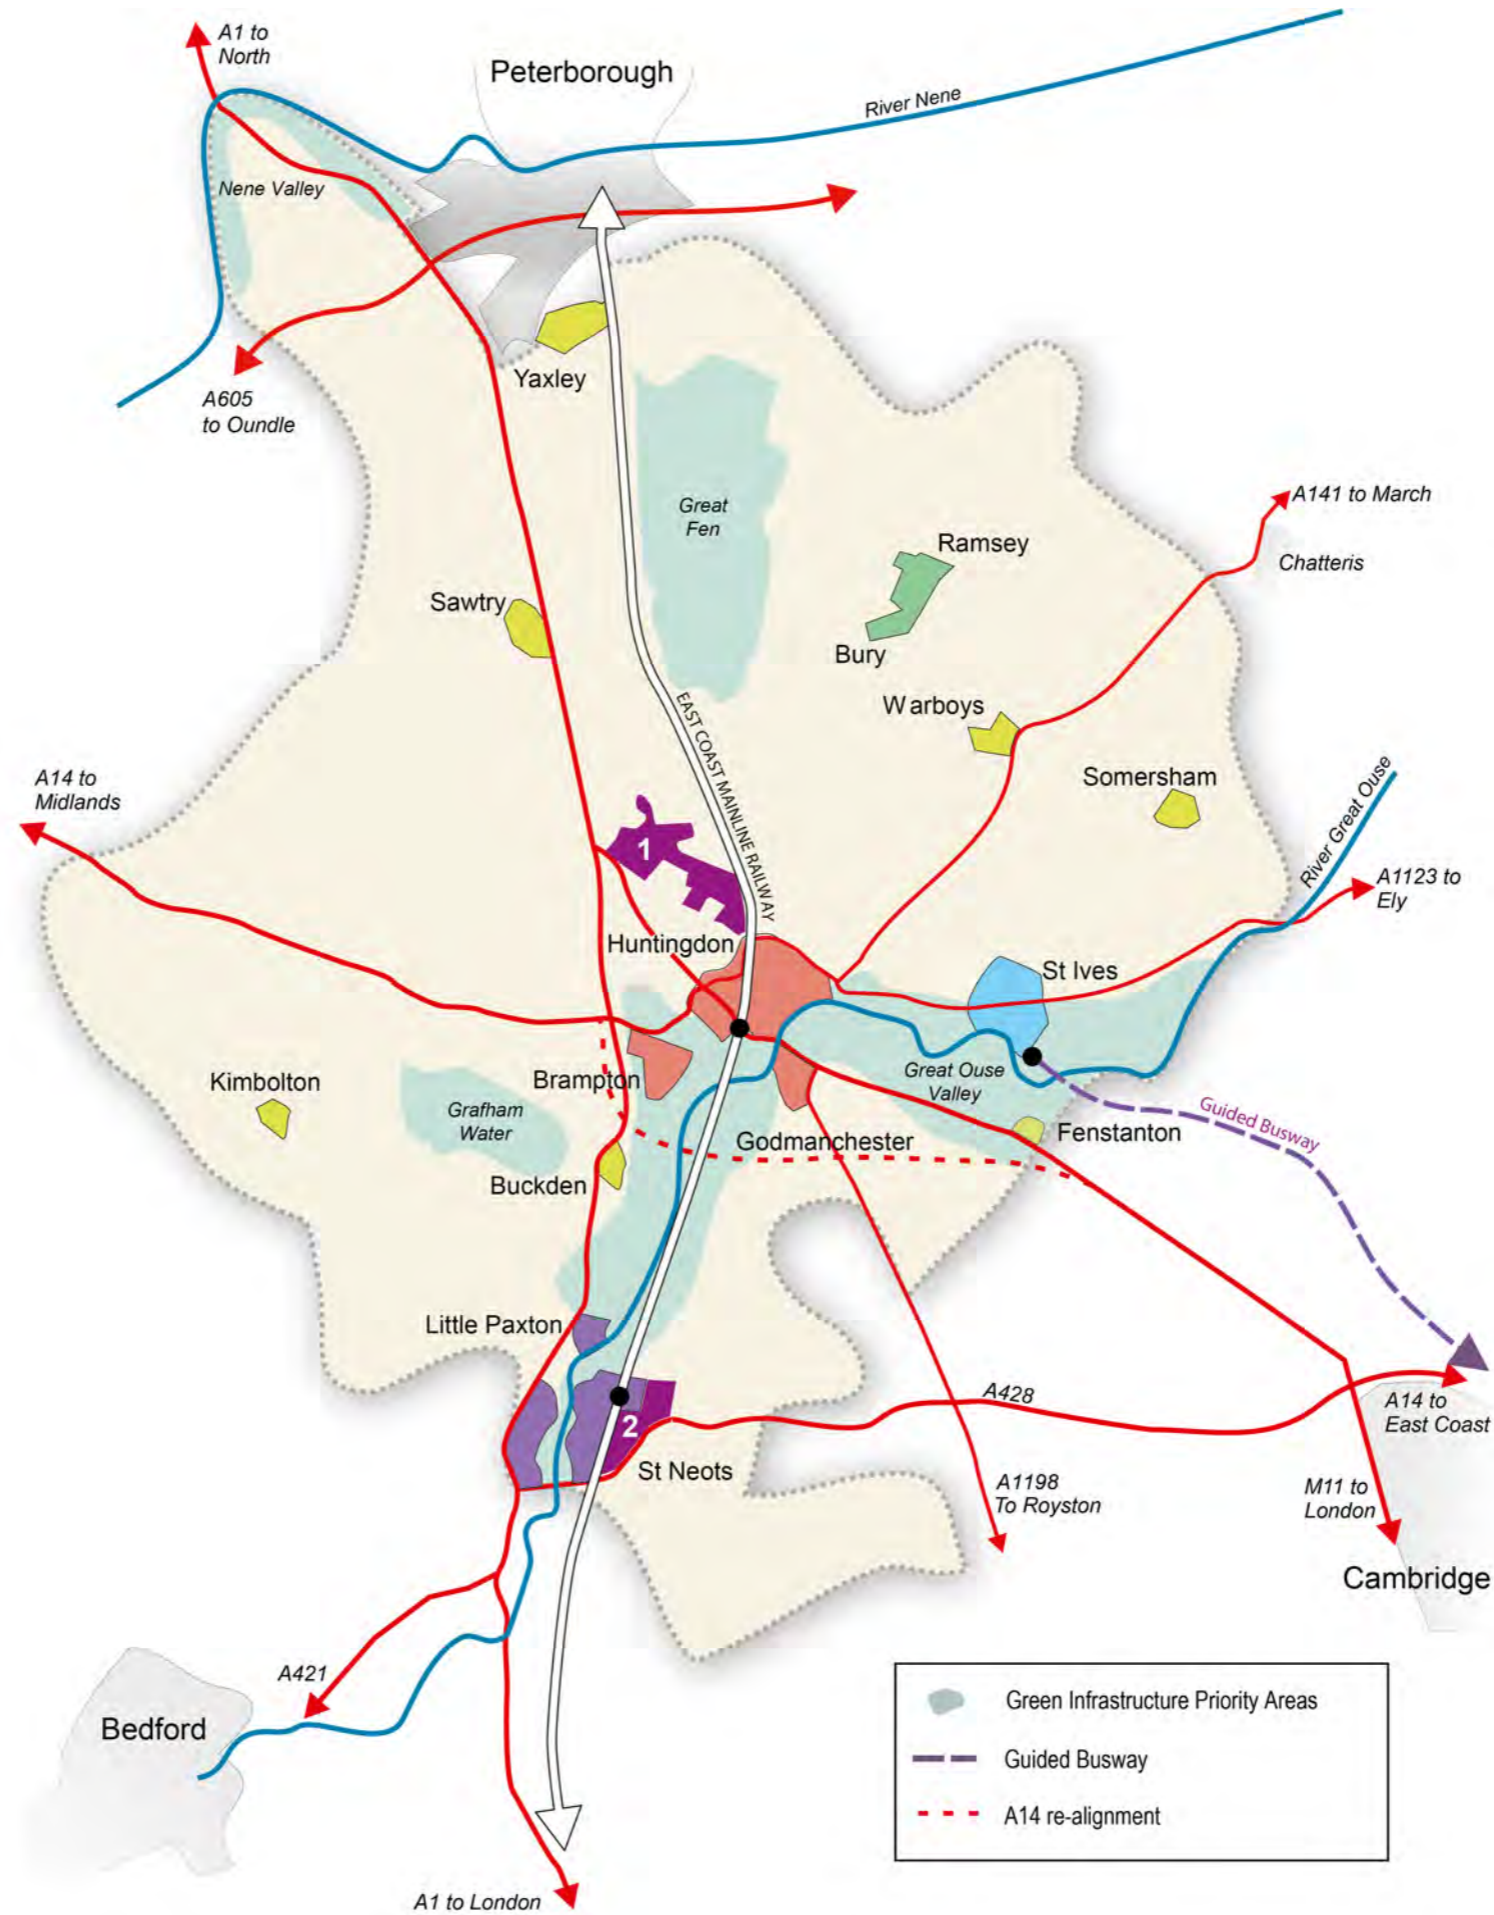 A1 to
North
Peterborough
River Nene
Nene Valley
A605
to Oundle
Yaxley
Great
Fen
A141 to March
Chatteris
Ramsey
Bury
Sawtry
Warboys
EAST COAST MAINLINE RAILWAY
Somersham
A14 to
Midlands
River Great Ouse
1
A1123 to
Ely
Huntingdon
St Ives
Kimbolton
Brampton
Grafham
Water
Great Ouse
Valley
Guided Busway
Godmanchester
Fenstanton
Buckden
Little Paxton
A428
2
A14 to
East Coast
St Neots
A1198
To Royston
M11 to
London
Cambridge
A421
Bedford
Green Infrastructure Priority Areas
Guided Busway
A14 re-alignment
A1 to London